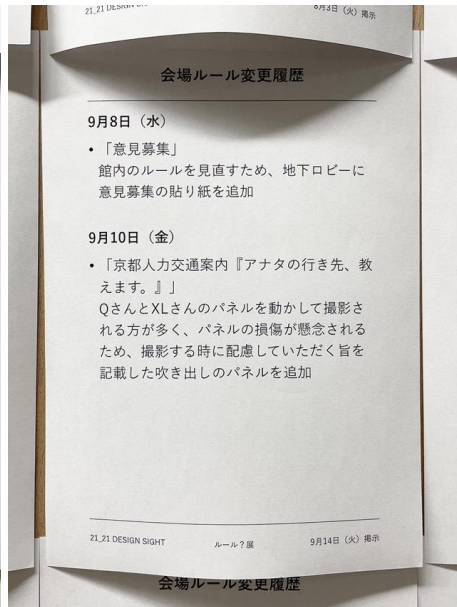 21_21 DESIGN
8月3日（火）掲示
会場ルール変更履歴
9月8日（水）
・「意見募集」
館内のルールを見直すため、地下ロビーに
意見募集の貼り紙を追加
9月10日（金）
・「京都人力交通案内『アナタの行き先、教
えます。』」
QさんとXLさんのパネルを動かして撮影さ
れる方が多く、パネルの損傷が懸念される
ため、撮影する時に配慮していただく旨を
記載した吹き出しのパネルを追加
21_21 DESIGN SIGHT ルール？展 9月14日（火）掲示
会場ルール変更履歴